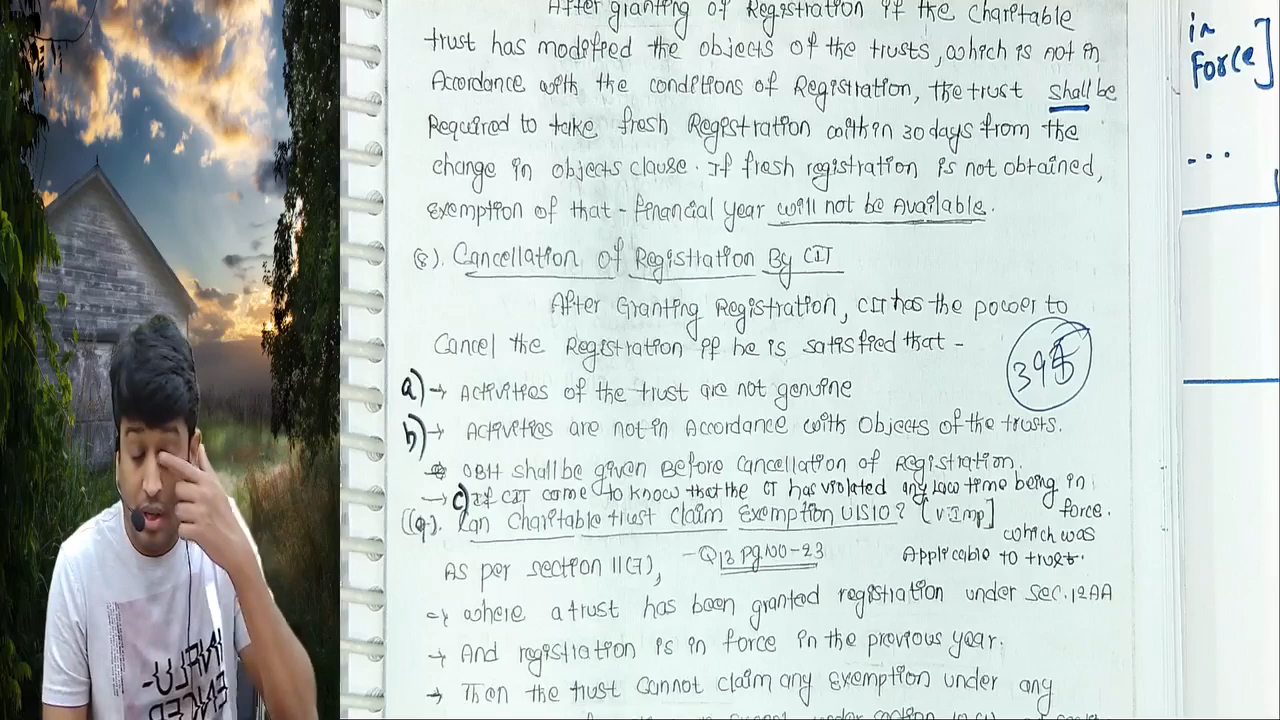 After granting of Registration if the Charitable
trust has modified the objects of the trusts, which is not in
Accordance with the conditions of Registration, the trust shall be
Required to take fresh Registration within 30 days from the
change in objects clause. If fresh registration is not obtained,
exemption of that - financial year will not be Available.
(8). Cancellation of Registration By CIT
After Granting Registration, CIT has the power to
Cancel the Registration if he is satisfied that -
395
a) → Activities of the trust are not genuine
b) → Activities are not in Accordance with Objects of the trusts.
OBH shall be given Before cancellation of Registration.
→ c) If CIT come to know that the CT has violated any Law time being in
force.
which was
Applicable to trust.
(9). Can Charitable trust claim Exemption U/S 10? [V.Imp]
- Q13 Pg NO - 23
As per section 11(7),
→ where a trust has been granted registration under sec. 12AA
→ And registration is in force in the previous year.
→ Then the trust cannot claim any exemption under any
in
Force]
...